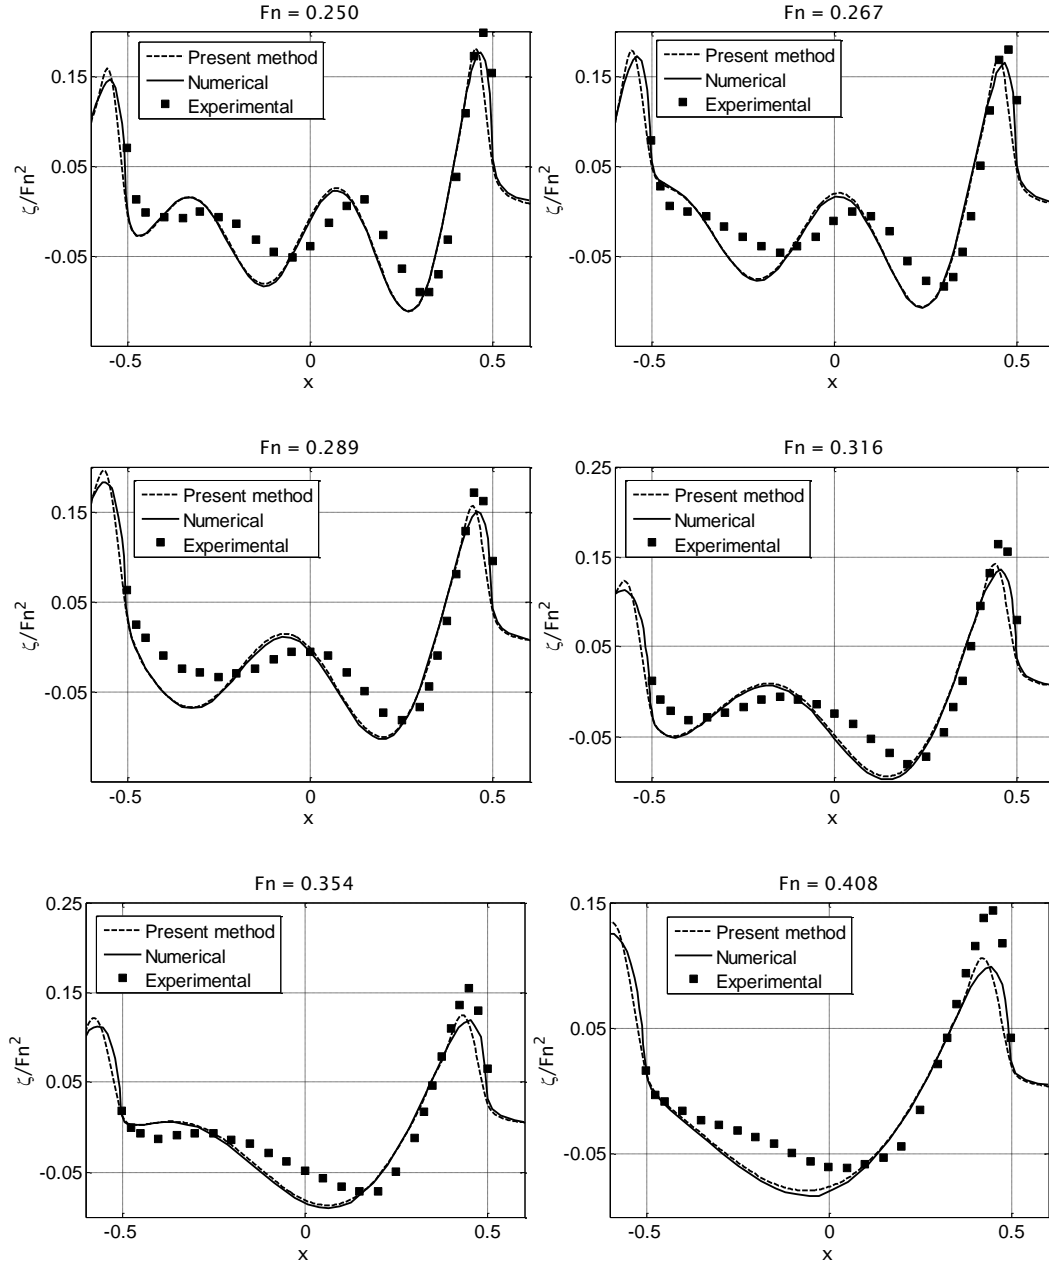 Fn = 0.250
Present method
Numerical
Experimental
0.15
0.05
-0.05
ζ/Fn²
-0.5
0
0.5
x
Fn = 0.267
Present method
Numerical
Experimental
0.15
0.05
-0.05
ζ/Fn²
-0.5
0
0.5
x
Fn = 0.289
Present method
Numerical
Experimental
0.15
0.05
-0.05
ζ/Fn²
-0.5
0
0.5
x
Fn = 0.316
Present method
Numerical
Experimental
0.25
0.15
0.05
-0.05
ζ/Fn²
-0.5
0
0.5
x
Fn = 0.354
Present method
Numerical
Experimental
0.25
0.15
0.05
-0.05
ζ/Fn²
-0.5
0
0.5
x
Fn = 0.408
Present method
Numerical
Experimental
0.15
0.05
-0.05
ζ/Fn²
-0.5
0
0.5
x